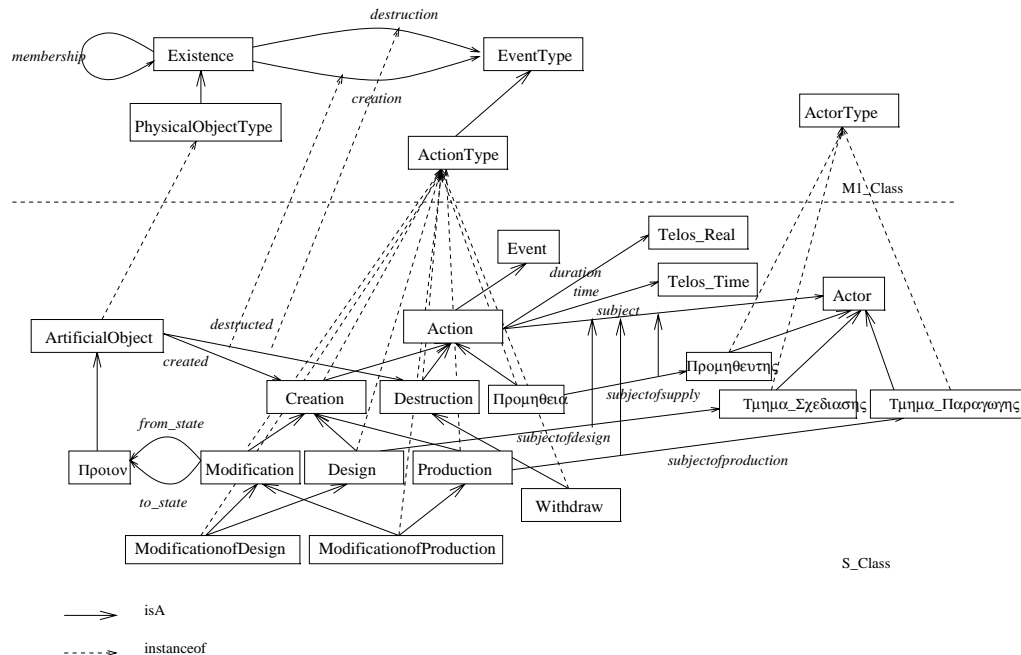 destruction
membership
Existence
EventType
creation
PhysicalObjectType
ActorType
ActionType
M1_Class
Telos_Real
Event
duration
time
Telos_Time
subject
Actor
ArtificialObject
destructed
created
Action
Προμηθευτης
Creation
Destruction
Προμηθεια
subjectofsupply
Τμημα_Σχεδιασης
Τμημα_Παραγωγης
from_state
subjectofdesign
Προιον
Modification
Design
Production
subjectofproduction
to_state
Withdraw
ModificationofDesign
ModificationofProduction
S_Class
isA
instanceof